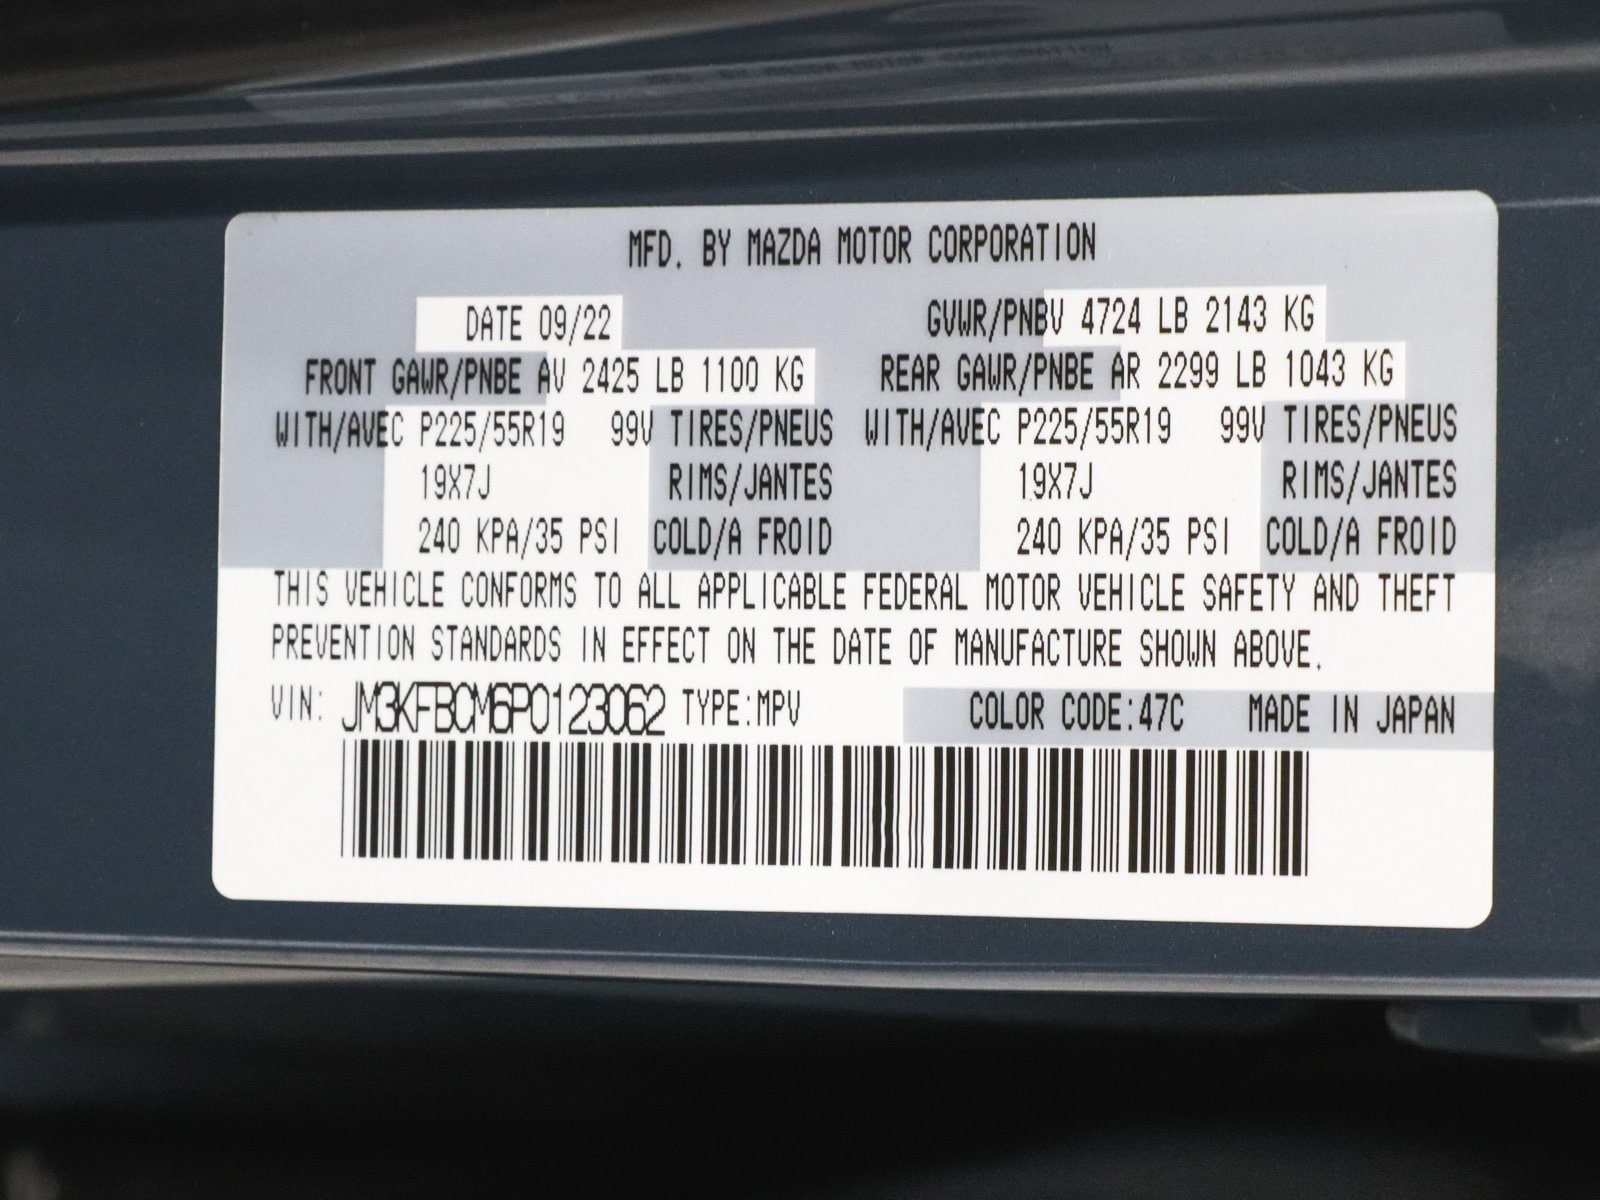 MFD. BY MAZDA MOTOR CORPORATION
DATE 09/22 GVWR/PNBV 4724 LB 2143 KG
FRONT GAWR/PNBE AV 2425 LB 1100 KG REAR GAWR/PNBE AR 2299 LB 1043 KG
WITH/AVEC P225/55R19 99V TIRES/PNEUS WITH/AVEC P225/55R19 99V TIRES/PNEUS
19X7J RIMS/JANTES 19X7J RIMS/JANTES
240 KPA/35 PSI COLD/A FROID 240 KPA/35 PSI COLD/A FROID
THIS VEHICLE CONFORMS TO ALL APPLICABLE FEDERAL MOTOR VEHICLE SAFETY AND THEFT
PREVENTION STANDARDS IN EFFECT ON THE DATE OF MANUFACTURE SHOWN ABOVE.
VIN: JM3KFBCM6P0123062 TYPE:MPV COLOR CODE:47C MADE IN JAPAN